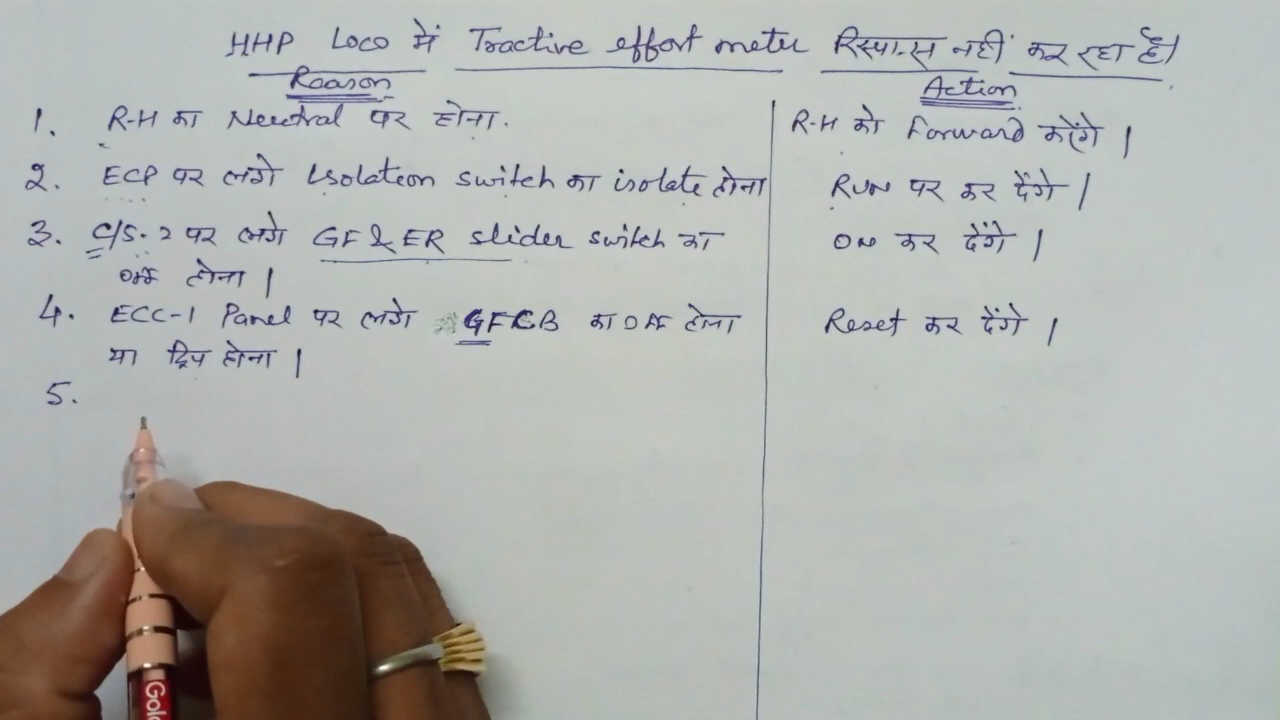 HHP Loco में Tractive effort meter रिस्पान्स नहीं कर रहा है।
Reason
Action
1. R-H का Neutral पर होना.
R-H को Forward करेंगे |
2. ECP पर लगे Isolation switch का isolate होना
RUN पर कर देंगे |
3. C/S. 2 पर लगे GF & ER slider switch का
ON कर देंगे |
OFF होना |
4. ECC-1 Panel पर लगे GFCB का OFF होना
Reset कर देंगे |
या ट्रिप होना |
5.
Gold